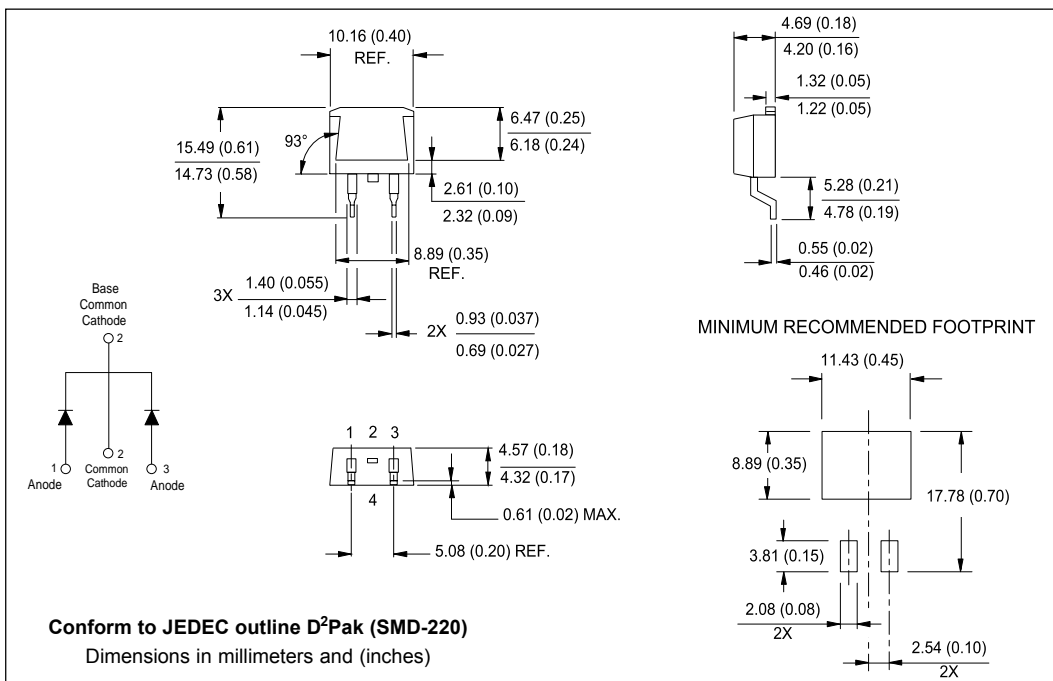 10.16 (0.40)
REF.
15.49 (0.61)
14.73 (0.58)
93°
6.47 (0.25)
6.18 (0.24)
2.61 (0.10)
2.32 (0.09)
8.89 (0.35)
REF.
3X
1.40 (0.055)
1.14 (0.045)
2X
0.93 (0.037)
0.69 (0.027)
4.69 (0.18)
4.20 (0.16)
1.32 (0.05)
1.22 (0.05)
5.28 (0.21)
4.78 (0.19)
0.55 (0.02)
0.46 (0.02)
Base
Common
Cathode
2
2
1
Anode
Common
Cathode
3
Anode
1 2 3
4
4.57 (0.18)
4.32 (0.17)
0.61 (0.02) MAX.
5.08 (0.20) REF.
MINIMUM RECOMMENDED FOOTPRINT
11.43 (0.45)
8.89 (0.35)
17.78 (0.70)
3.81 (0.15)
2.08 (0.08)
2X
2.54 (0.10)
2X
Conform to JEDEC outline D²Pak (SMD-220)
Dimensions in millimeters and (inches)